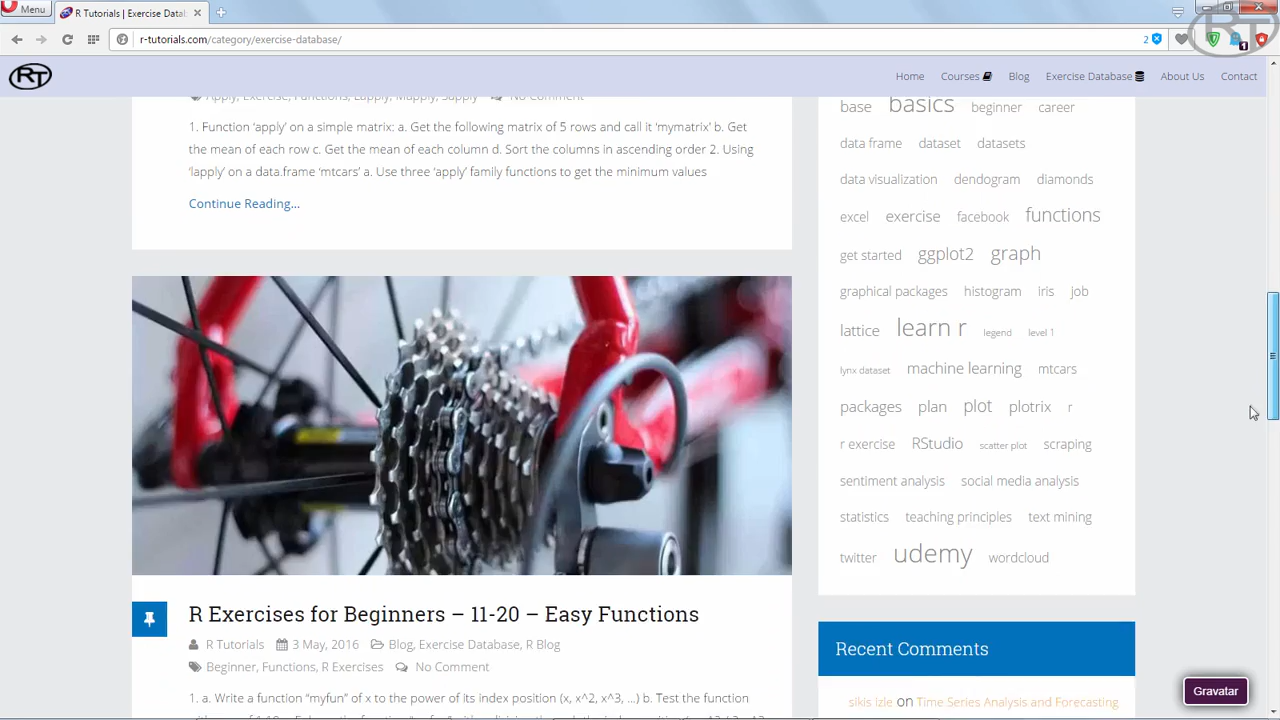 Menu
R Tutorials | Exercise Datab
r-tutorials.com/category/exercise-database/
2
1
RT
RT
Home Courses Blog Exercise Database About Us Contact
Apply, Exercise, Functions, Lapply, Mapply, Sapply No Comment
1. Function 'apply' on a simple matrix: a. Get the following matrix of 5 rows and call it 'mymatrix' b. Get
the mean of each row c. Get the mean of each column d. Sort the columns in ascending order 2. Using
'lapply' on a data.frame 'mtcars' a. Use three 'apply' family functions to get the minimum values
Continue Reading...
R Exercises for Beginners – 11-20 – Easy Functions
R Tutorials 3 May, 2016 Blog, Exercise Database, R Blog
Beginner, Functions, R Exercises No Comment
1. a. Write a function "myfun" of x to the power of its index position (x, x^2, x^3, ...) b. Test the function
base basics beginner career
data frame dataset datasets
data visualization dendogram diamonds
excel exercise facebook functions
get started ggplot2 graph
graphical packages histogram iris job
lattice learn r legend level 1
lynx dataset machine learning mtcars
packages plan plot plotrix r
r exercise RStudio scatter plot scraping
sentiment analysis social media analysis
statistics teaching principles text mining
twitter udemy wordcloud
Recent Comments
sikis izle on Time Series Analysis and Forecasting
Gravatar